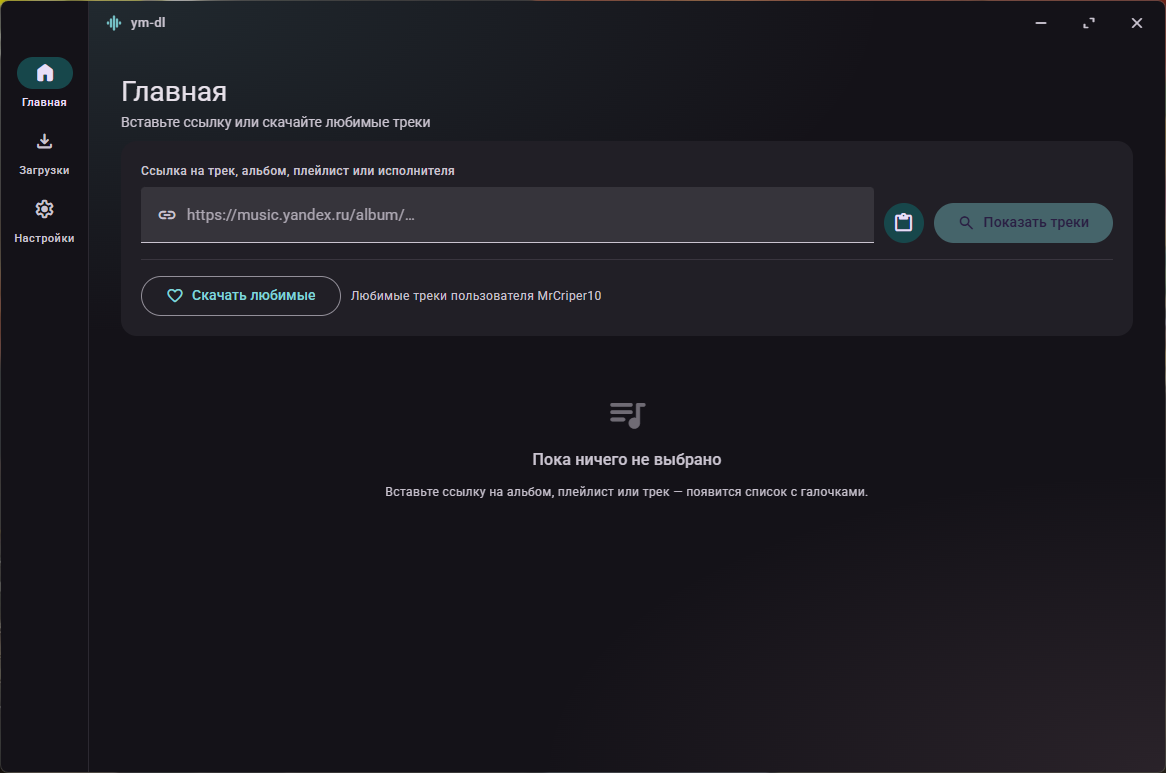 ym-dl
Главная
Загрузки
Настройки
Главная
Вставьте ссылку или скачайте любимые треки
Ссылка на трек, альбом, плейлист или исполнителя
https://music.yandex.ru/album/...
Показать треки
Скачать любимые
Любимые треки пользователя MrCriper10
Пока ничего не выбрано
Вставьте ссылку на альбом, плейлист или трек — появится список с галочками.